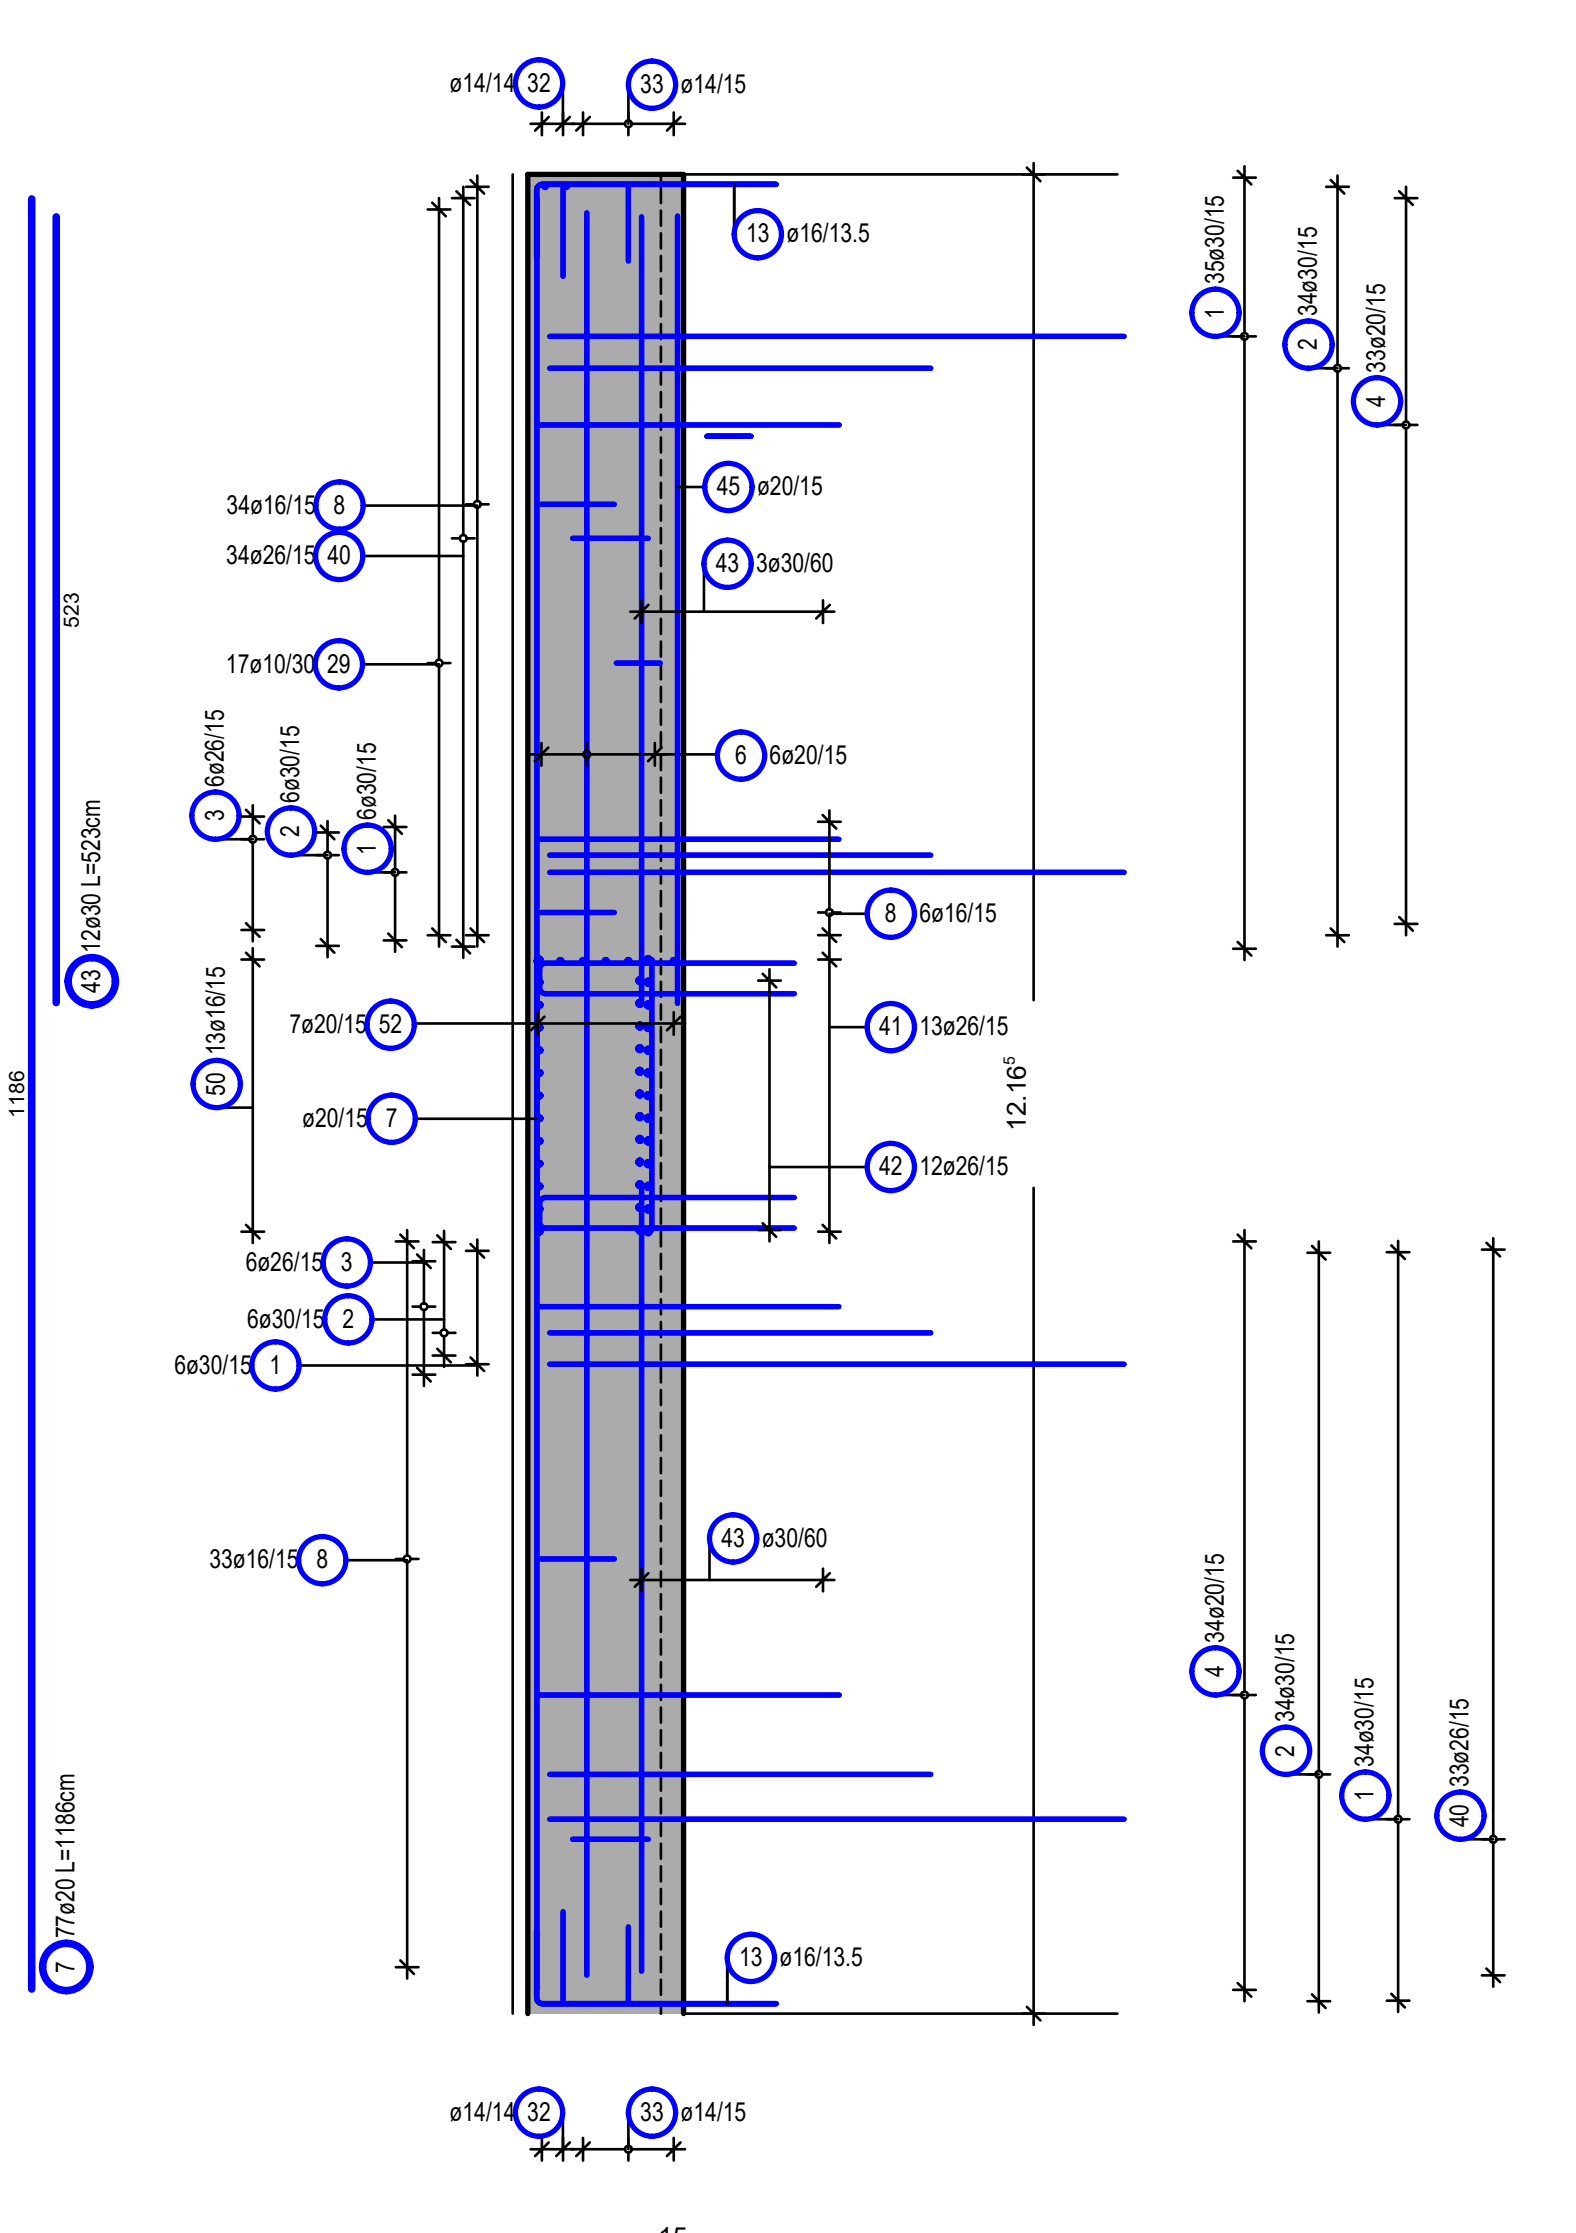 ø14/14 32 33 ø14/15
13 ø16/13.5
1 35ø30/15
2 34ø30/15
4 33ø20/15
34ø16/15 8
45 ø20/15
34ø26/15 40
43 3ø30/60
523
17ø10/30 29
3 6ø26/15
2 6ø30/15
1 6ø30/15
6 6ø20/15
43 12ø30 L=523cm
8 6ø16/15
50 13ø16/15
7ø20/15 52
41 13ø26/15
1186
12.16⁵
ø20/15 7
42 12ø26/15
6ø26/15 3
6ø30/15 2
6ø30/15 1
33ø16/15 8
43 ø30/60
4 34ø20/15
2 34ø30/15
1 34ø30/15
40 33ø26/15
7 77ø20 L=1186cm
13 ø16/13.5
ø14/14 32 33 ø14/15
15